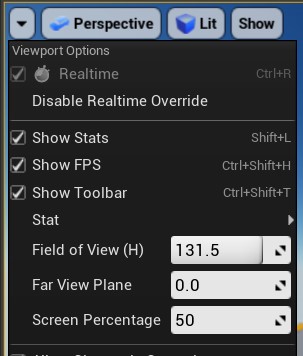 Perspective Lit Show
Viewport Options
Realtime Ctrl+R
Disable Realtime Override
Show Stats Shift+L
Show FPS Ctrl+Shift+H
Show Toolbar Ctrl+Shift+T
Stat
Field of View (H) 131.5
Far View Plane 0.0
Screen Percentage 50